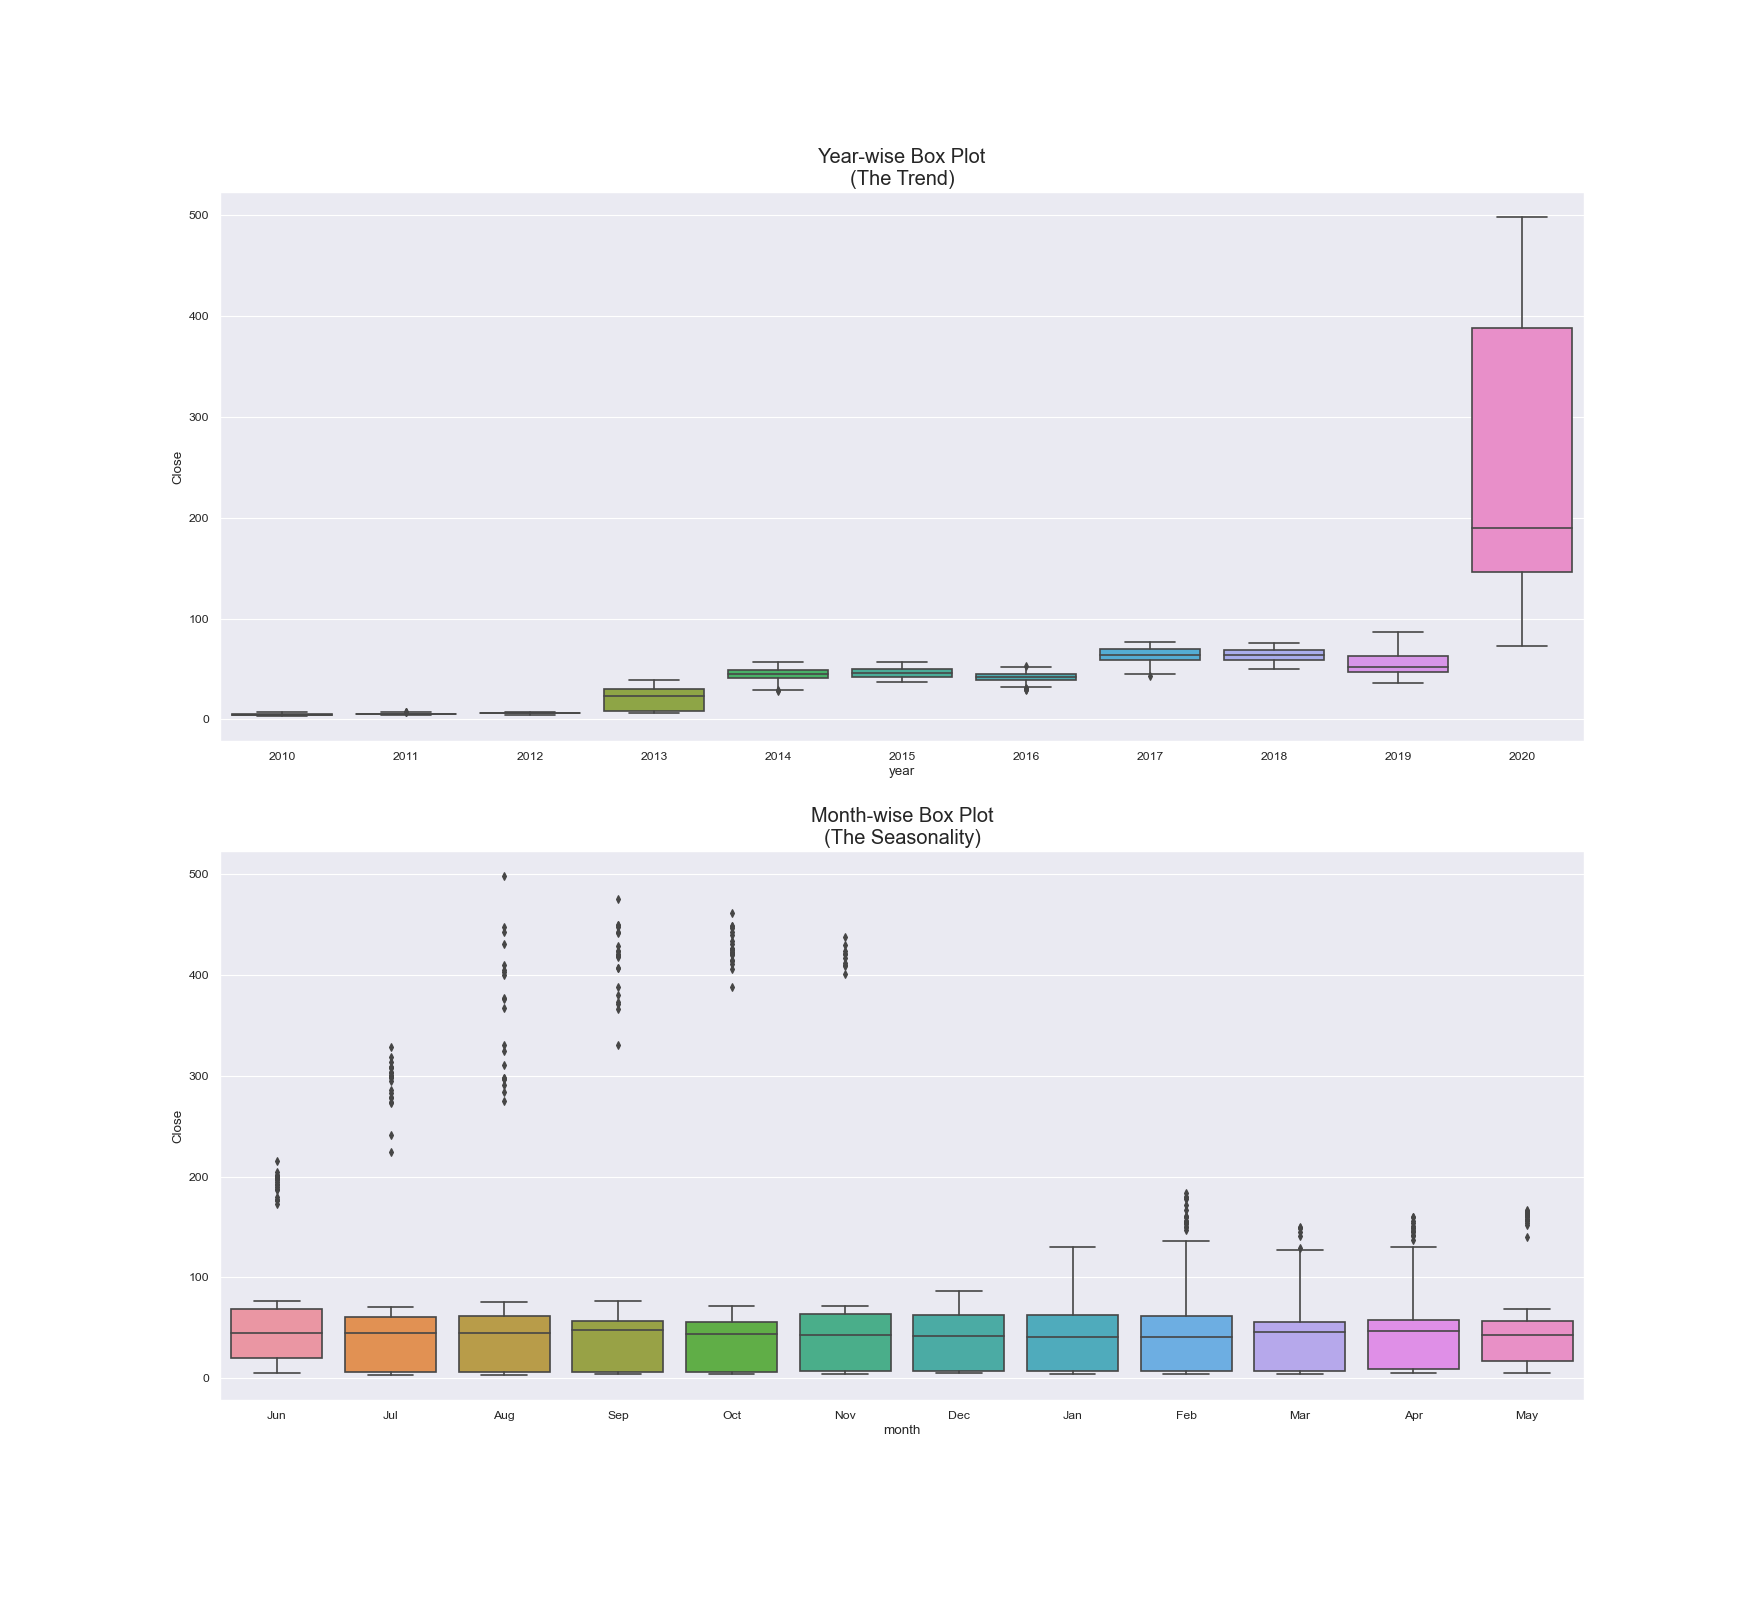 Year-wise Box Plot
(The Trend)
500
400
300
200
100
0
Close
2010 2011 2012 2013 2014 2015 2016 2017 2018 2019 2020
year
Month-wise Box Plot
(The Seasonality)
500
400
300
200
100
0
Close
Jun Jul Aug Sep Oct Nov Dec Jan Feb Mar Apr May
month